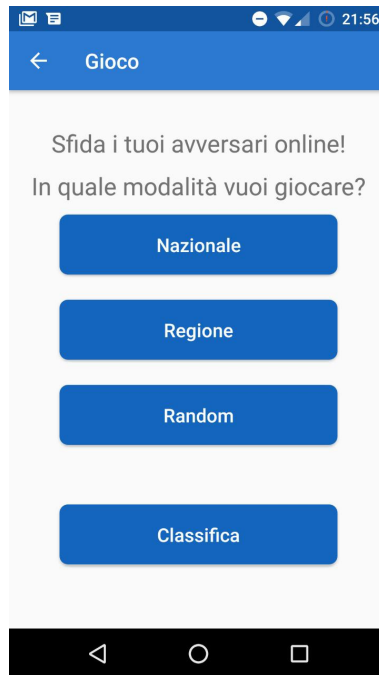 21:56
Gioco
Sfida i tuoi avversari online!
In quale modalità vuoi giocare?
Nazionale
Regione
Random
Classifica